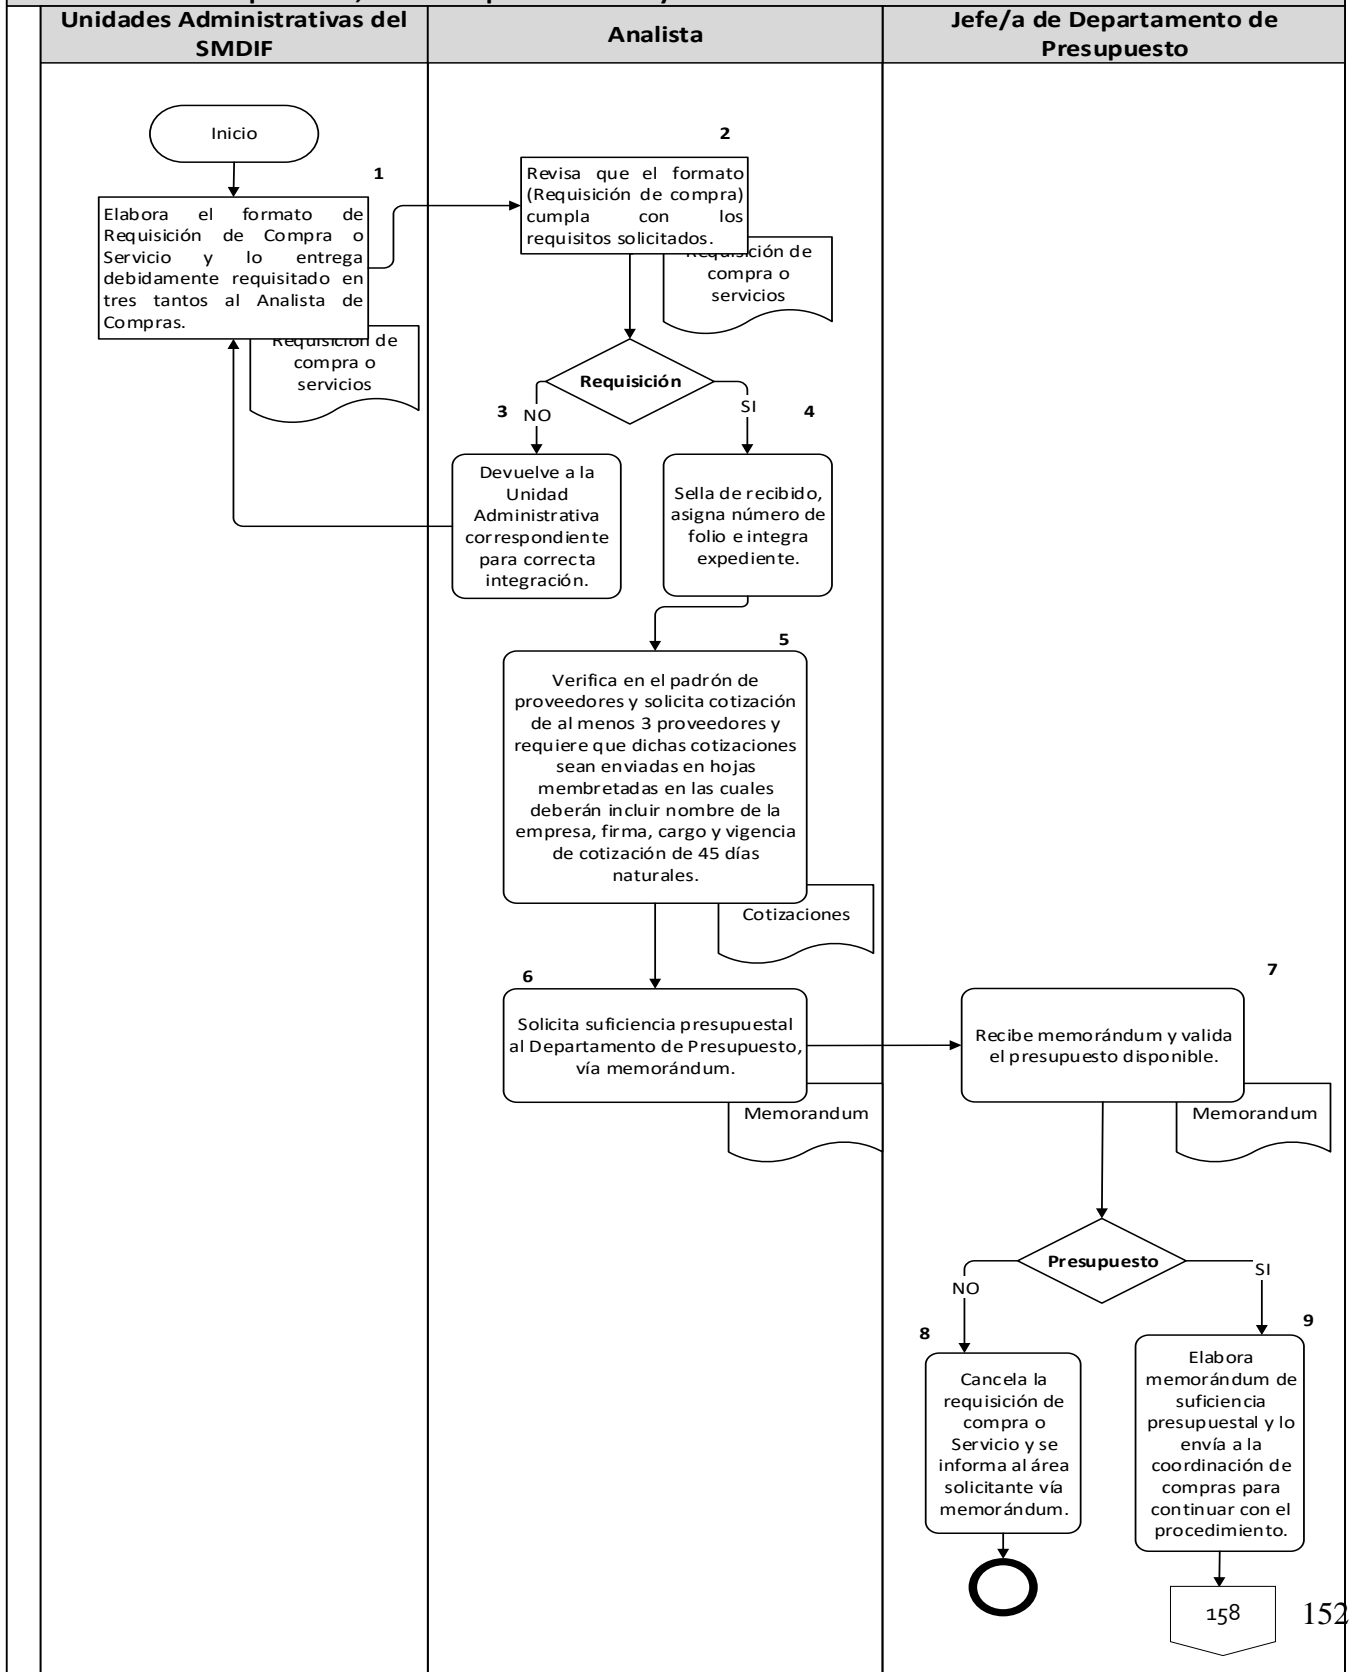 Unidades Administrativas del
SMDIF
Analista
Jefe/a de Departamento de
Presupuesto
Inicio
1
Elabora el formato de
Requisición de Compra o
Servicio y lo entrega
debidamente requisitado en
tres tantos al Analista de
Compras.
Requisición de
compra o
servicios
2
Revisa que el formato
(Requisición de compra)
cumpla con los
requisitos solicitados.
Requisición de
compra o
servicios
Requisición
3
NO
SI
4
Devuelve a la
Unidad
Administrativa
correspondiente
para correcta
integración.
Sella de recibido,
asigna número de
folio e integra
expediente.
5
Verifica en el padrón de
proveedores y solicita cotización
de al menos 3 proveedores y
requiere que dichas cotizaciones
sean enviadas en hojas
membretadas en las cuales
deberán incluir nombre de la
empresa, firma, cargo y vigencia
de cotización de 45 días
naturales.
Cotizaciones
6
Solicita suficiencia presupuestal
al Departamento de Presupuesto,
vía memorándum.
Memorandum
7
Recibe memorándum y valida
el presupuesto disponible.
Memorandum
Presupuesto
NO
SI
8
Cancela la
requisición de
compra o
Servicio y se
informa al área
solicitante vía
memorándum.
9
Elabora
memorándum de
suficiencia
presupuestal y lo
envía a la
coordinación de
compras para
continuar con el
procedimiento.
158
152